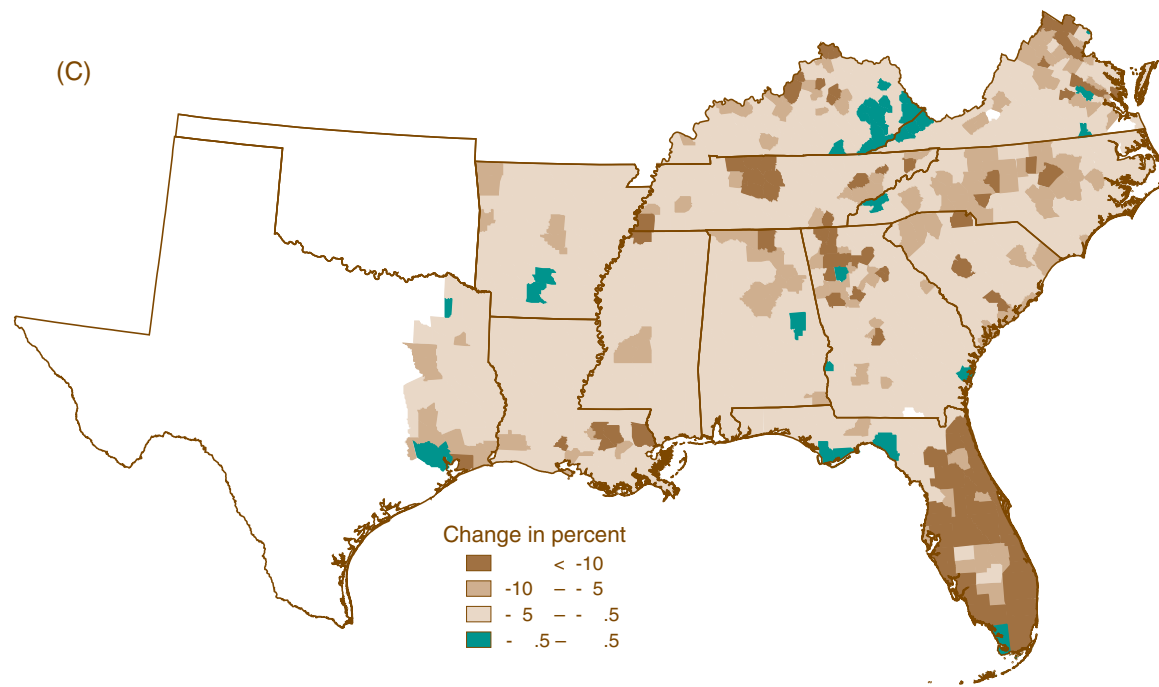 (C)
Change in percent
< -10
-10 – - 5
- 5 – - .5
- .5 – .5